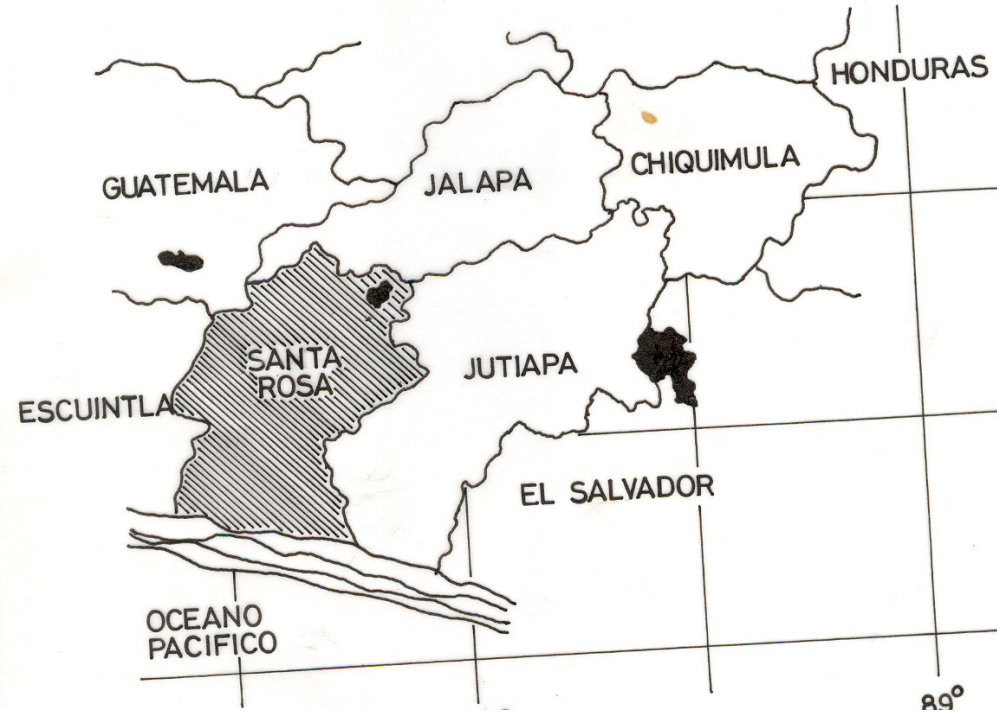 HONDURAS
GUATEMALA
JALAPA
CHIQUIMULA
SANTA
ROSA
JUTIAPA
ESCUINTLA
EL SALVADOR
OCEANO
PACIFICO
89°